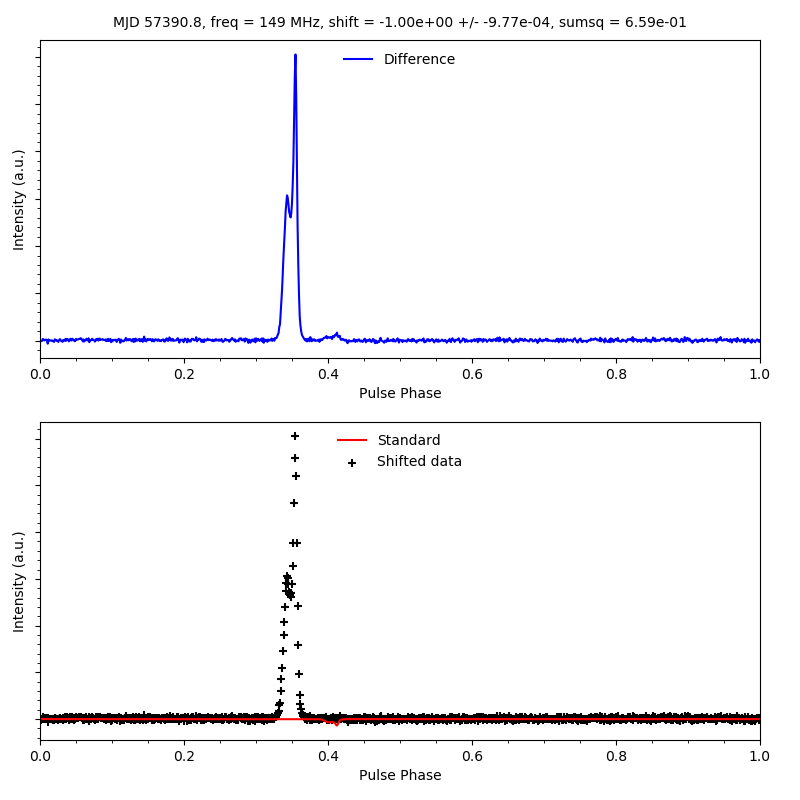 MJD 57390.8, freq = 149 MHz, shift = -1.00e+00 +/- -9.77e-04, sumsq = 6.59e-01
Difference
Intensity (a.u.)
0.0 0.2 0.4 0.6 0.8 1.0
Pulse Phase
Standard
Shifted data
Intensity (a.u.)
0.0 0.2 0.4 0.6 0.8 1.0
Pulse Phase